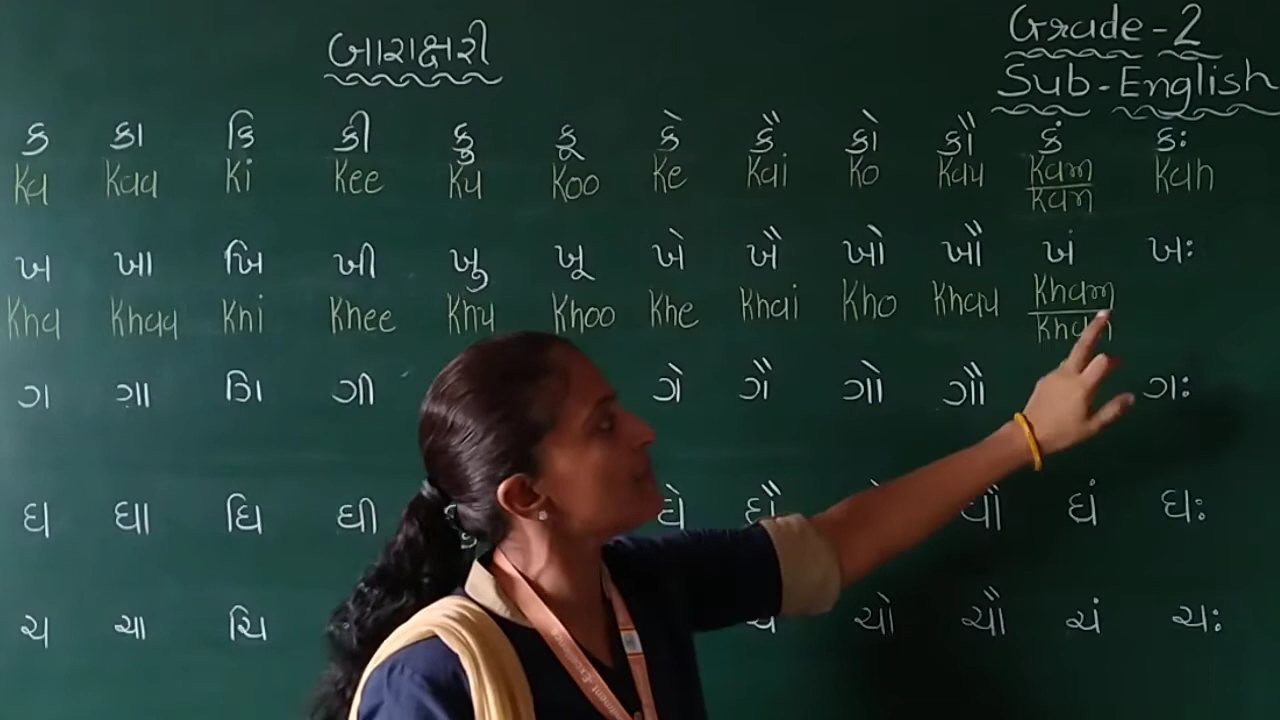 બારાક્ષરી
Grade-2
Sub-English
ક કા કિ કી કુ કૂ કે કૈ કો કૌ કં કઃ
Ka Kaa Ki Kee Ku Koo Ke Kai Ko Kau Kam Kah
Kan
ખ ખા ખિ ખી ખુ ખૂ ખે ખૈ ખો ખૌ ખં ખઃ
Kha Khaa Khi Khee Khu Khoo Khe Khai Kho Khau Kham
Khan
ગ ગા ગિ ગી ગે ગૈ ગો ગૌ ગઃ
ઘ ઘા ઘિ ઘી ઘે ઘૈ ઘૌ ઘં ઘઃ
ચ ચા ચિ ચો ચૌ ચં ચઃ